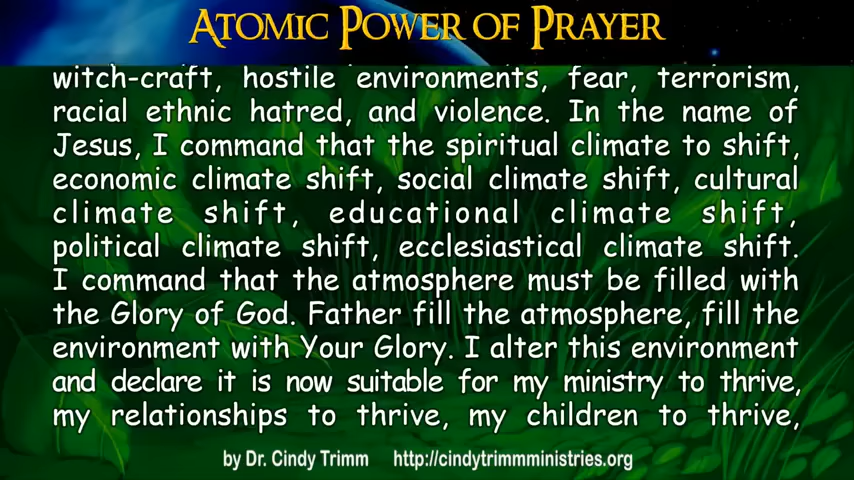 ATOMIC POWER OF PRAYER
witch-craft, hostile environments, fear, terrorism,
racial ethnic hatred, and violence. In the name of
Jesus, I command that the spiritual climate to shift,
economic climate shift, social climate shift, cultural
climate shift, educational climate shift,
political climate shift, ecclesiastical climate shift.
I command that the atmosphere must be filled with
the Glory of God. Father fill the atmosphere, fill the
environment with Your Glory. I alter this environment
and declare it is now suitable for my ministry to thrive,
my relationships to thrive, my children to thrive,
by Dr. Cindy Trimm http://cindytrimmministries.org